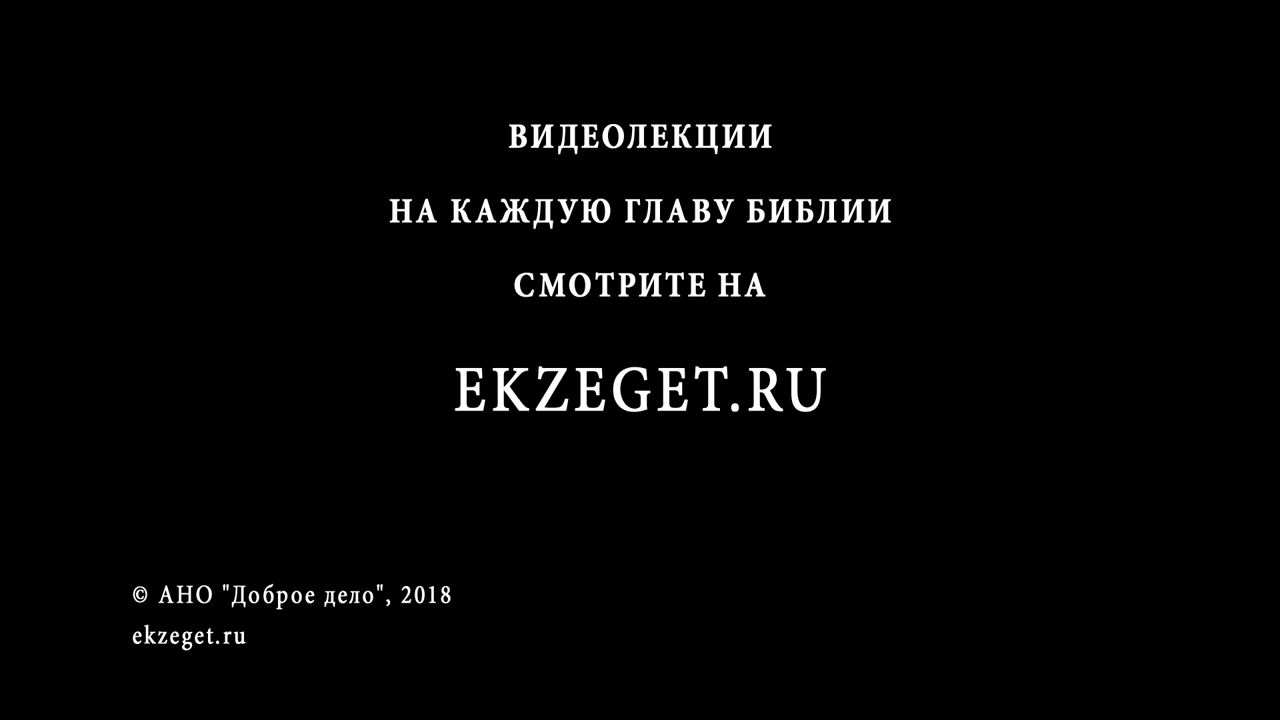 ВИДЕОЛЕКЦИИ
НА КАЖДУЮ ГЛАВУ БИБЛИИ
СМОТРИТЕ НА
EKZEGET.RU
© АНО "Доброе дело", 2018
ekzeget.ru